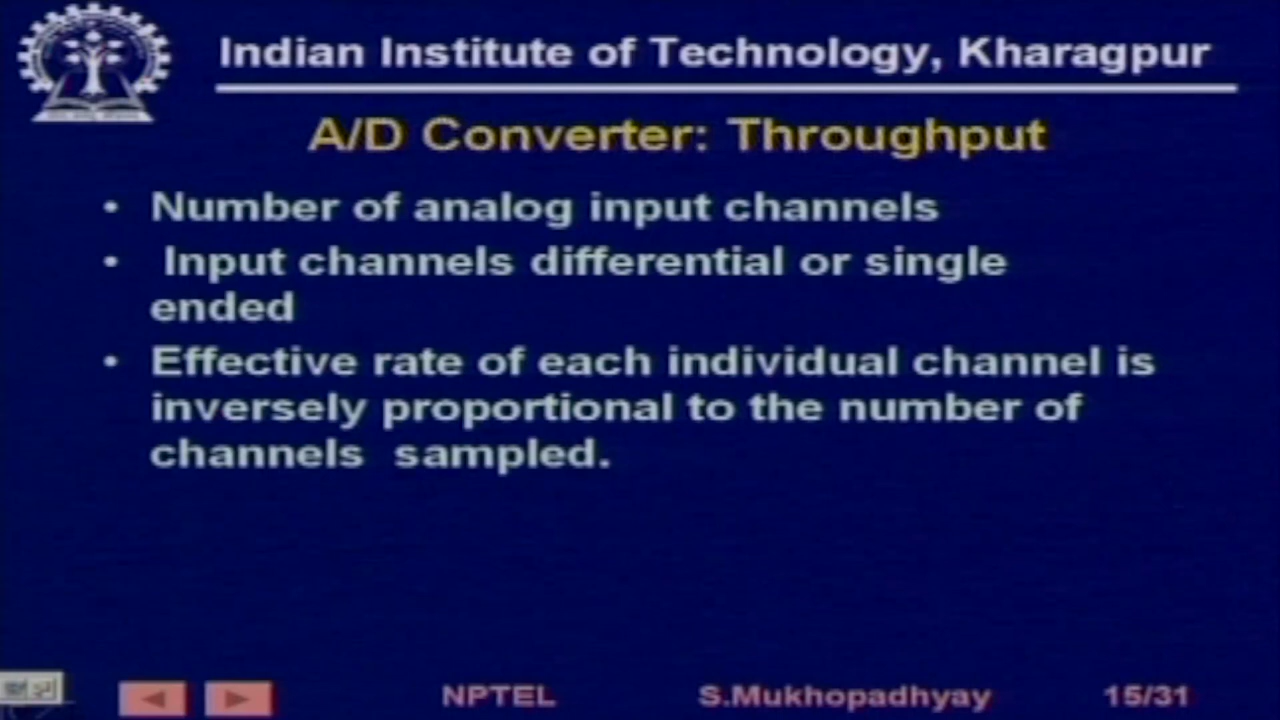 Indian Institute of Technology, Kharagpur
A/D Converter: Throughput
• Number of analog input channels
• Input channels differential or single
ended
• Effective rate of each individual channel is
inversely proportional to the number of
channels sampled.
NPTEL S.Mukhopadhyay 15/31